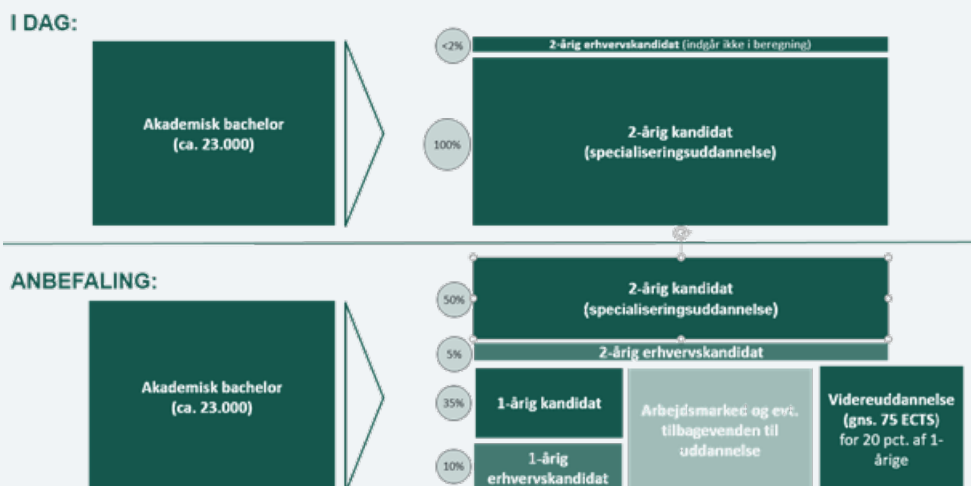 I DAG:
<2%
2-årig erhvervskandidat (indgår ikke i beregning)
Akademisk bachelor
(ca. 23.000)
100%
2-årig kandidat
(specialiseringsuddannelse)
ANBEFALING:
50%
2-årig kandidat
(specialiseringsuddannelse)
5%
2-årig erhvervskandidat
Akademisk bachelor
(ca. 23.000)
35%
1-årig kandidat
Arbejdsmarked og evt.
tilbagevenden til
uddannelse
Videreuddannelse
(gns. 75 ECTS)
for 20 pct. af 1-
årige
10%
1-årig
erhvervskandidat